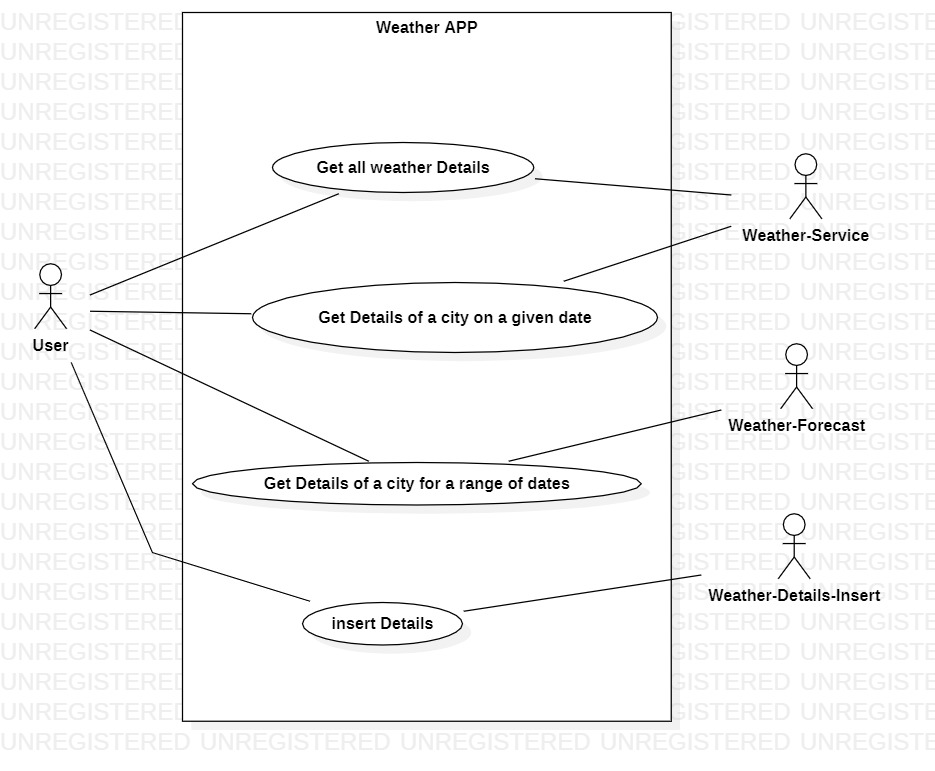 Weather APP
Get all weather Details
Weather-Service
Get Details of a city on a given date
User
Weather-Forecast
Get Details of a city for a range of dates
Weather-Details-Insert
insert Details
UNREGISTERED UNREGISTERED UNREGISTERED UNREGISTERED UNREGISTE